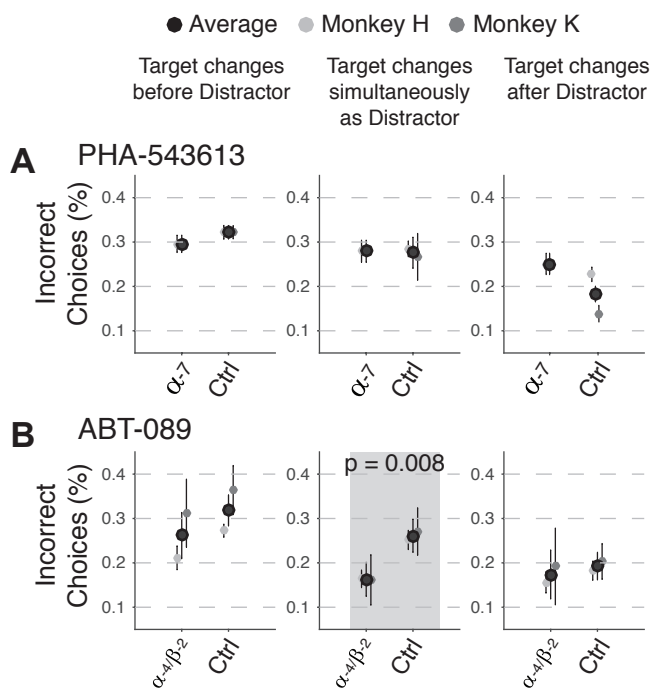 Average Monkey H Monkey K
Target changes
before Distractor
Target changes
simultaneously
as Distractor
Target changes
after Distractor
A PHA-543613
Incorrect
Choices (%)
0.4
0.3
0.2
0.1
α-7 Ctrl
0.4
0.3
0.2
0.1
α-7 Ctrl
0.4
0.3
0.2
0.1
α-7 Ctrl
B ABT-089
Incorrect
Choices (%)
0.4
0.3
0.2
0.1
α-4/β-2 Ctrl
p = 0.008
0.4
0.3
0.2
0.1
α-4/β-2 Ctrl
0.4
0.3
0.2
0.1
α-4/β-2 Ctrl